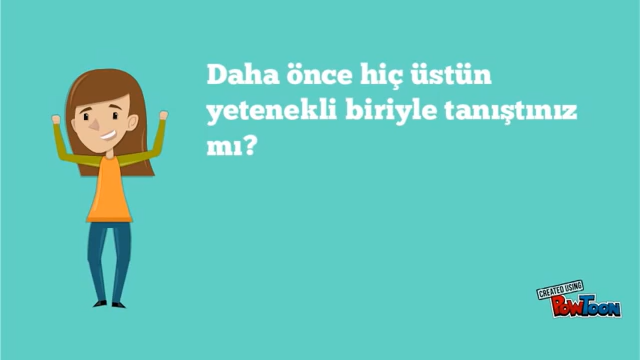 Daha önce hiç üstün
yetenekli biriyle tanıştınız
mı?
CREATED USING
POWTOON